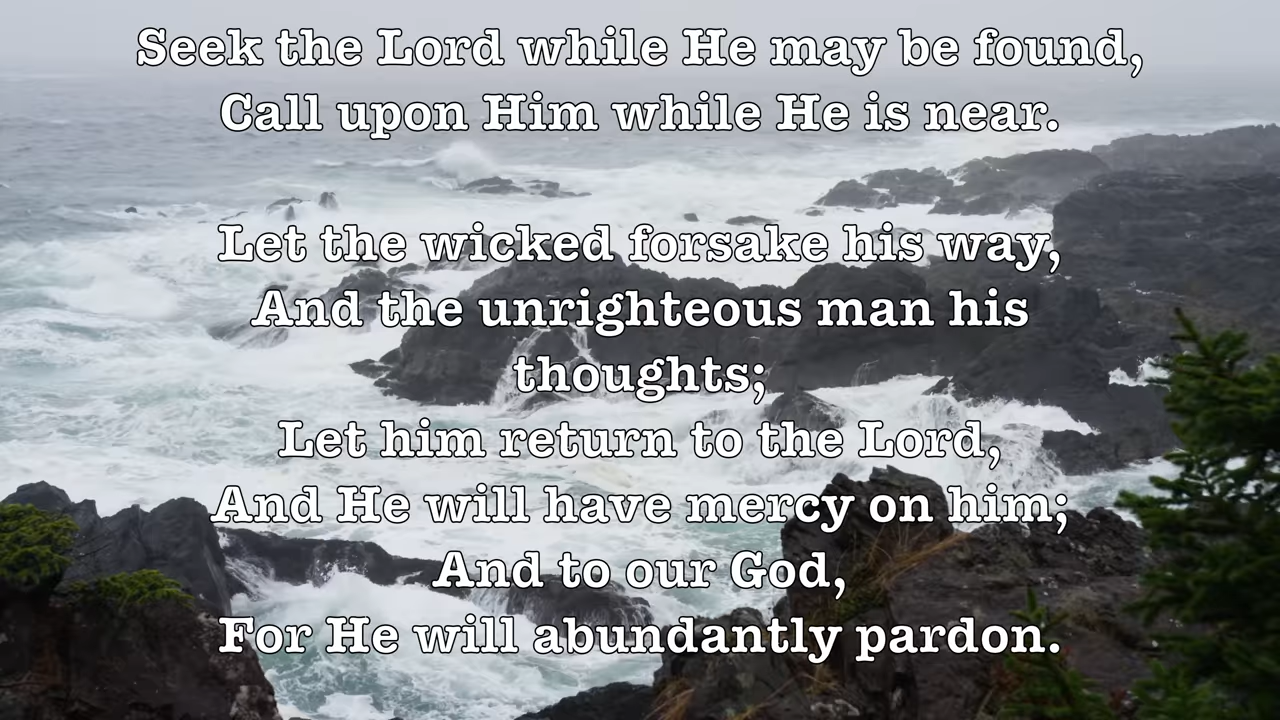 Seek the Lord while He may be found,
Call upon Him while He is near.
Let the wicked forsake his way,
And the unrighteous man his
thoughts;
Let him return to the Lord,
And He will have mercy on him;
And to our God,
For He will abundantly pardon.